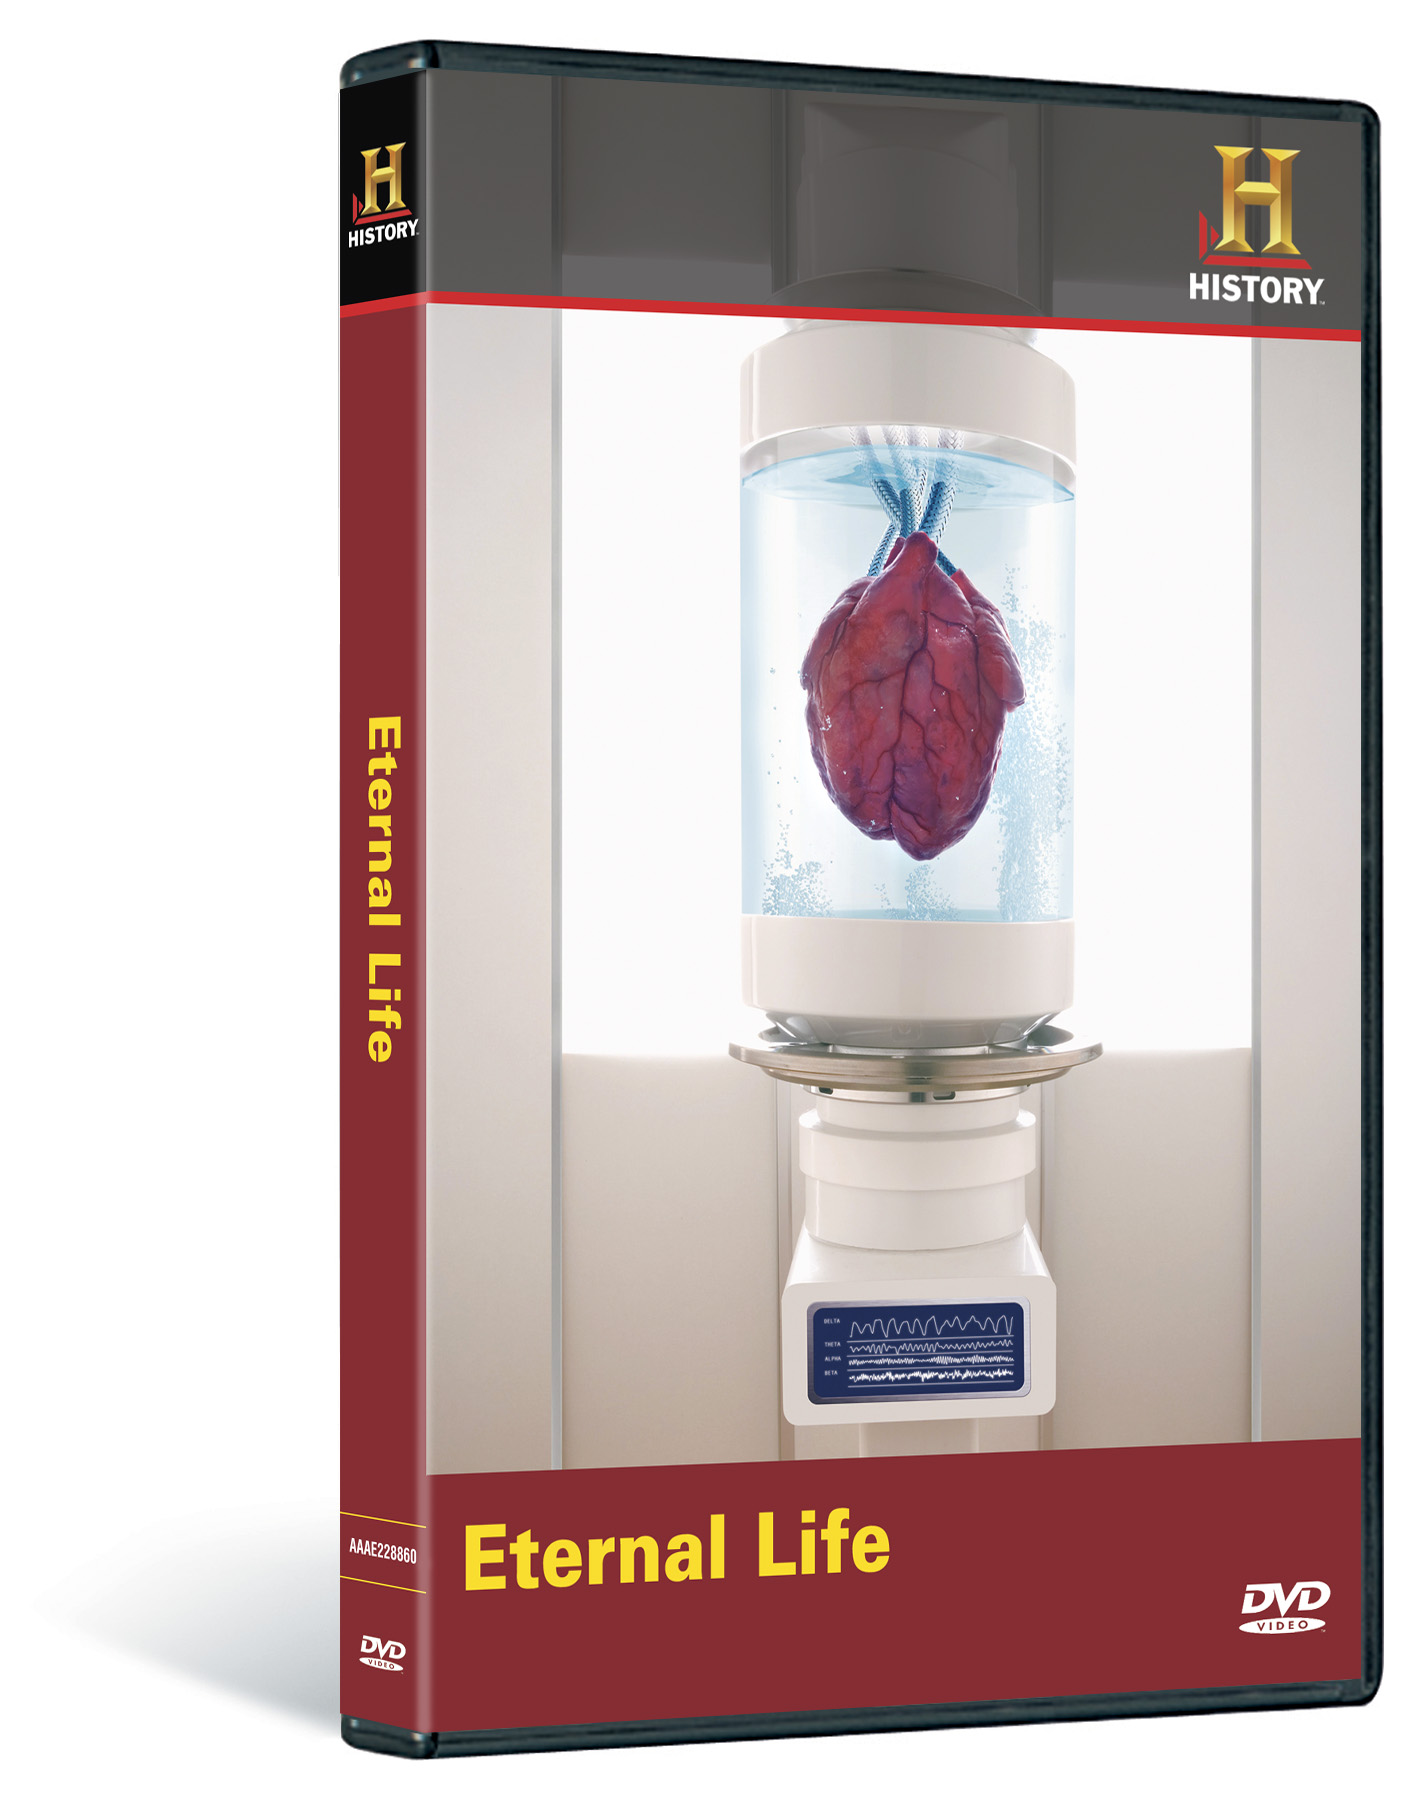 H
HISTORY
Eternal Life
AAAE228860
DVD
VIDEO
H
HISTORY
DELTA
THETA
ALPHA
BETA
Eternal Life
DVD
VIDEO